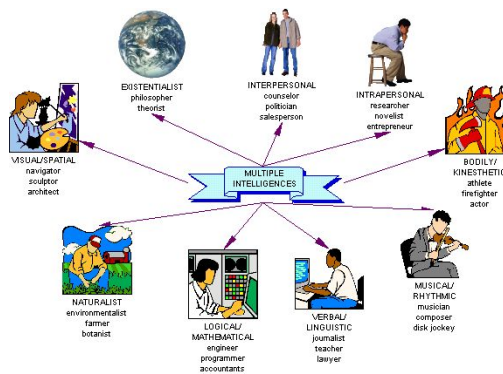 EXISTENTIALIST
philosopher
theorist
INTERPERSONAL
counselor
politician
salesperson
INTRAPERSONAL
researcher
novelist
entrepreneur
VISUAL/SPATIAL
navigator
sculptor
architect
MULTIPLE
INTELLIGENCES
BODILY/
KINESTHETIC
athlete
firefighter
actor
NATURALIST
environmentalist
farmer
botanist
LOGICAL/
MATHEMATICAL
engineer
programmer
accountants
VERBAL/
LINGUISTIC
journalist
teacher
lawyer
MUSICAL/
RHYTHMIC
musician
composer
disk jockey